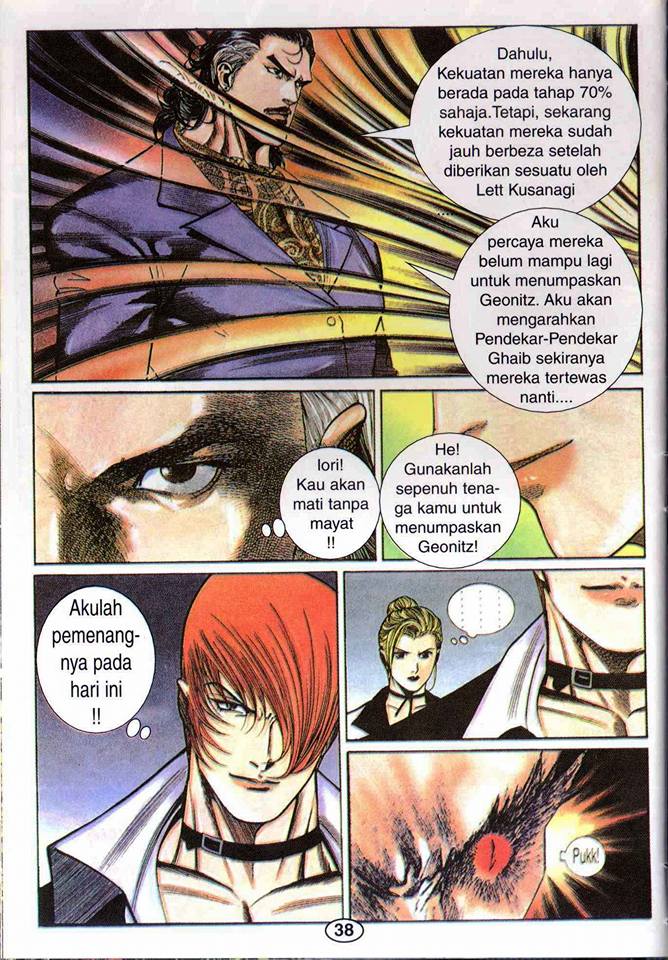 Dahulu,
Kekuatan mereka hanya
berada pada tahap 70%
sahaja.Tetapi, sekarang
kekuatan mereka sudah
jauh berbeza setelah
diberikan sesuatu oleh
Lett Kusanagi
....
Aku
percaya mereka
belum mampu lagi
untuk menumpaskan
Geonitz. Aku akan
mengarahkan
Pendekar-Pendekar
Ghaib sekiranya
mereka tertewas
nanti....
Iori!
Kau akan
mati tanpa
mayat
!!
He!
Gunakanlah
sepenuh tena-
ga kamu untuk
menumpaskan
Geonitz!
Akulah
pemenang-
nya pada
hari ini
!!
Pukk!
38